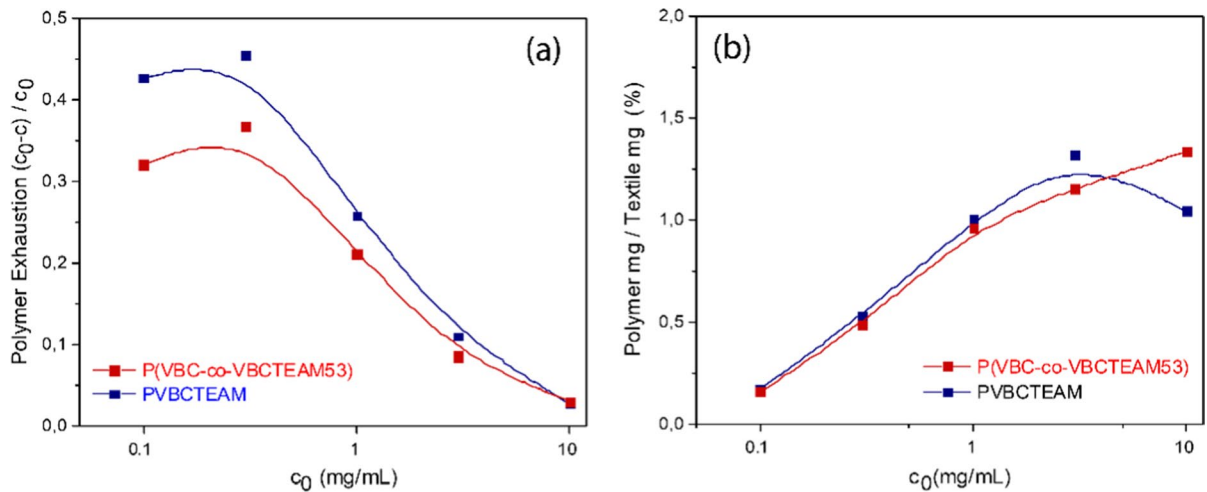 (a)
Polymer Exhaustion (c0-c) / c0
0,5
0,4
0,3
0,2
0,1
0,0
P(VBC-co-VBCTEAM53)
PVBCTEAM
0.1
1
10
c0 (mg/mL)
(b)
Polymer mg / Textile mg (%)
2,0
1,5
1,0
0,5
0,0
P(VBC-co-VBCTEAM53)
PVBCTEAM
0.1
1
10
c0(mg/mL)